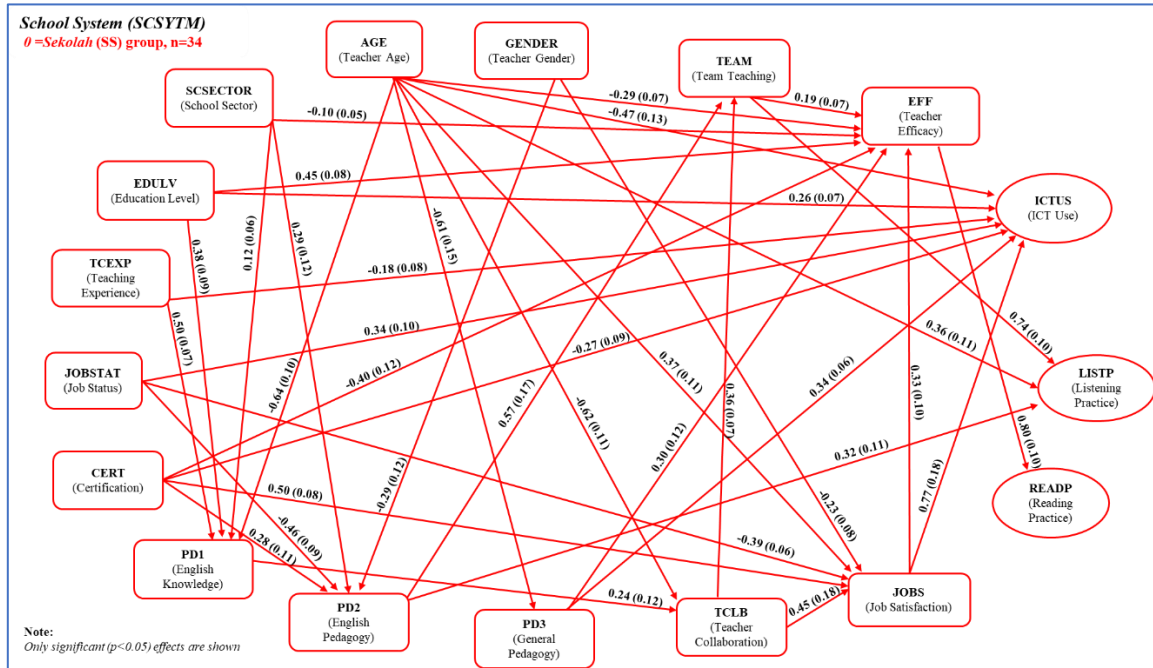 School System (SCSYTM)
0 =Sekolah (SS) group, n=34
AGE
(Teacher Age)
GENDER
(Teacher Gender)
TEAM
(Team Teaching)
SCSECTOR
(School Sector)
EFF
(Teacher
Efficacy)
EDULV
(Education Level)
ICTUS
(ICT Use)
TCEXP
(Teaching
Experience)
JOBSTAT
(Job Status)
LISTP
(Listening
Practice)
CERT
(Certification)
READP
(Reading
Practice)
PD1
(English
Knowledge)
PD2
(English
Pedagogy)
PD3
(General
Pedagogy)
TCLB
(Teacher
Collaboration)
JOBS
(Job Satisfaction)
0.19 (0.07)
-0.29 (0.07)
-0.47 (0.13)
-0.10 (0.05)
0.45 (0.08)
0.26 (0.07)
0.38 (0.09)
0.12 (0.06)
0.29 (0.12)
-0.61 (0.15)
-0.18 (0.08)
0.50 (0.07)
0.34 (0.10)
-0.27 (0.09)
-0.40 (0.12)
-0.64 (0.10)
0.57 (0.17)
-0.62 (0.11)
0.36 (0.07)
0.37 (0.11)
0.36 (0.11)
0.74 (0.10)
0.34 (0.06)
0.33 (0.10)
0.30 (0.12)
-0.29 (0.12)
0.32 (0.11)
0.80 (0.10)
0.77 (0.18)
-0.23 (0.08)
0.50 (0.08)
-0.46 (0.09)
0.28 (0.11)
-0.39 (0.06)
0.24 (0.12)
0.45 (0.18)
Note:
Only significant (p<0.05) effects are shown